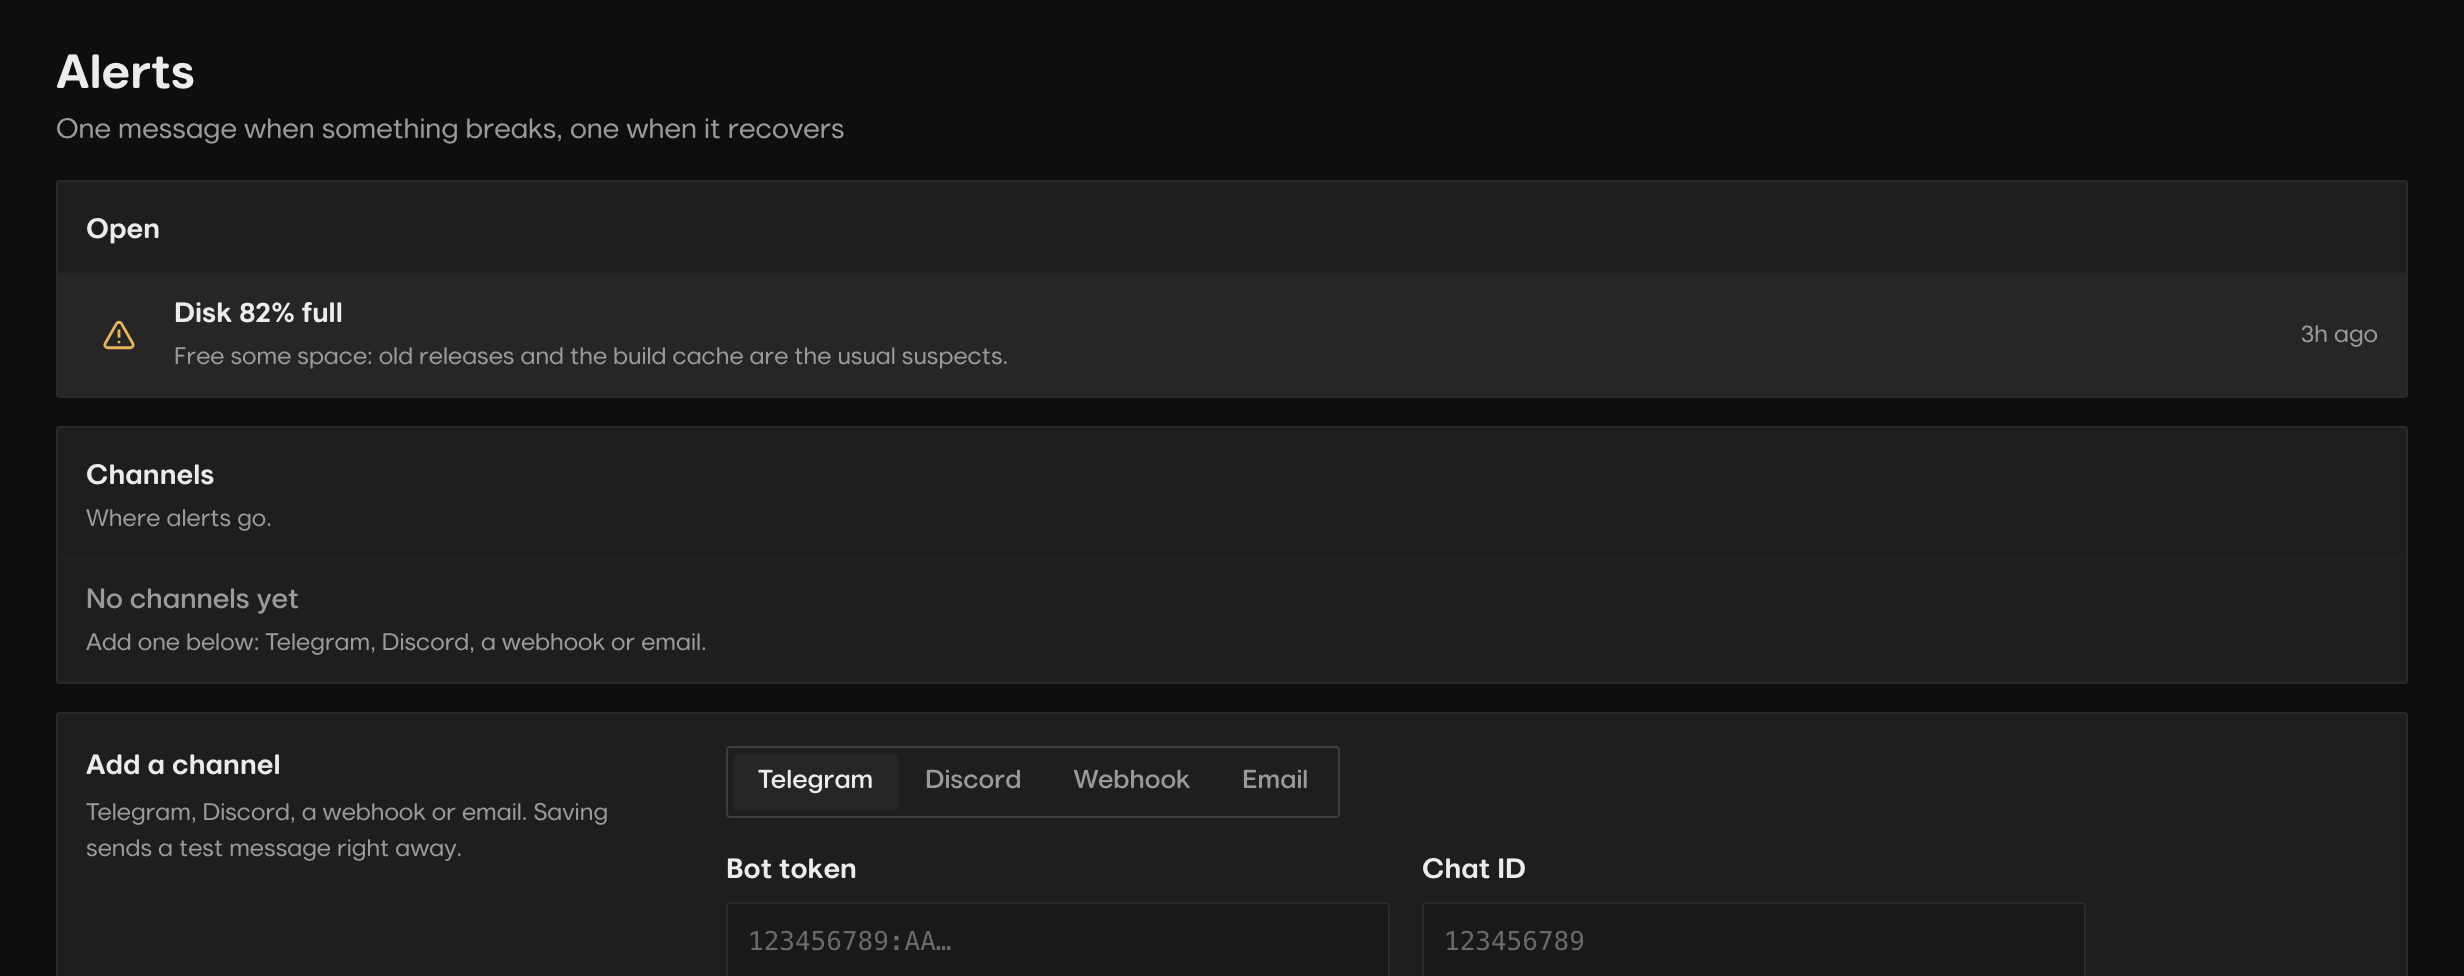 Alerts
One message when something breaks, one when it recovers
Open
Disk 82% full
Free some space: old releases and the build cache are the usual suspects.
3h ago
Channels
Where alerts go.
No channels yet
Add one below: Telegram, Discord, a webhook or email.
Add a channel
Telegram, Discord, a webhook or email. Saving
sends a test message right away.
Telegram Discord Webhook Email
Bot token
123456789:AA…
Chat ID
123456789